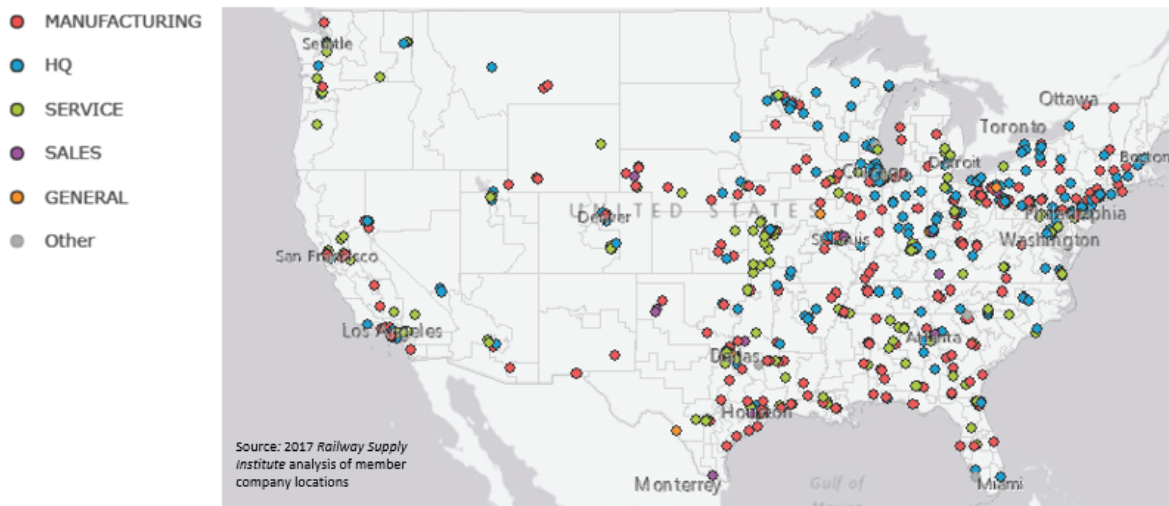 MANUFACTURING
HQ
SERVICE
SALES
GENERAL
Other
Seattle
Ottawa
Toronto
Boston
Detroit
Chicago
UNITED STATES
Denver
Philadelphia
St Louis
Washington
San Francisco
Los Angeles
Atlanta
Dallas
Houston
Source: 2017 Railway Supply
Institute analysis of member
company locations
Monterrey
Gulf of
Miami